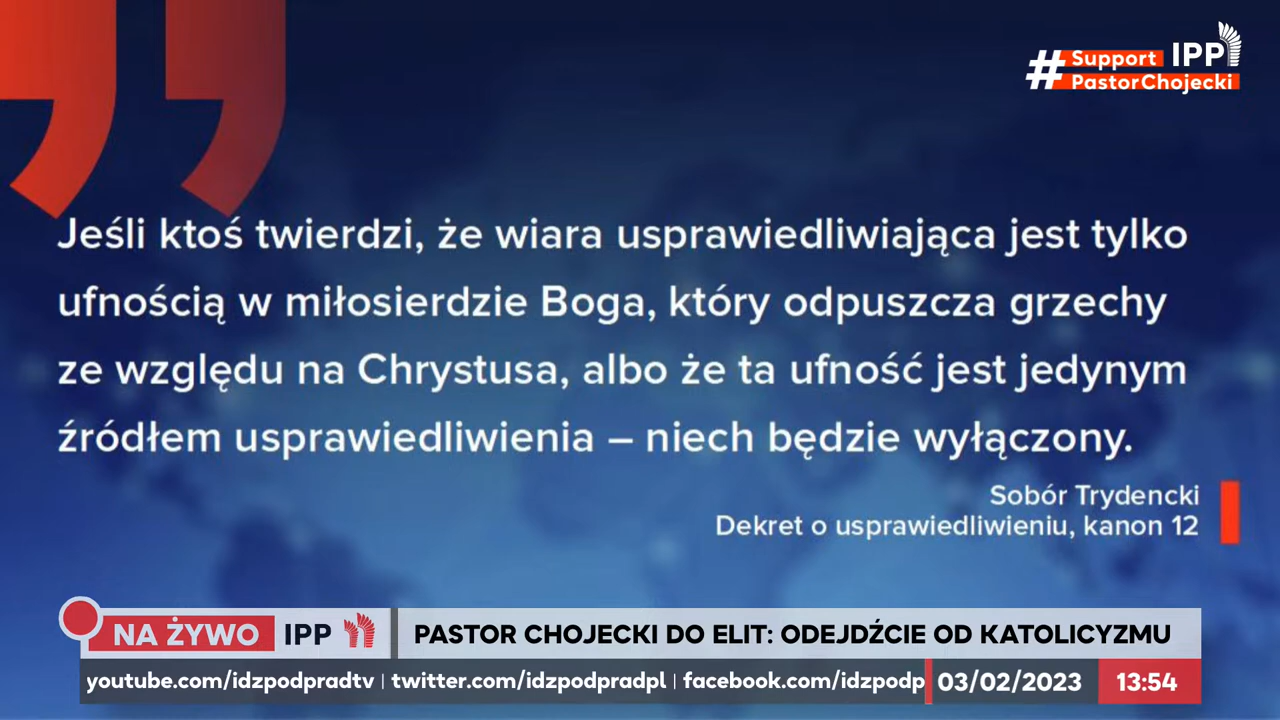 #Support IPP
PastorChojecki
Jeśli ktoś twierdzi, że wiara usprawiedliwiająca jest tylko
ufnością w miłosierdzie Boga, który odpuszcza grzechy
ze względu na Chrystusa, albo że ta ufność jest jedynym
źródłem usprawiedliwienia – niech będzie wyłączony.
Sobór Trydencki
Dekret o usprawiedliwieniu, kanon 12
NA ŻYWO IPP PASTOR CHOJECKI DO ELIT: ODEJDŹCIE OD KATOLICYZMU
youtube.com/idzpodpradtv | twitter.com/idzpodpradpl | facebook.com/idzpodp 03/02/2023 13:54